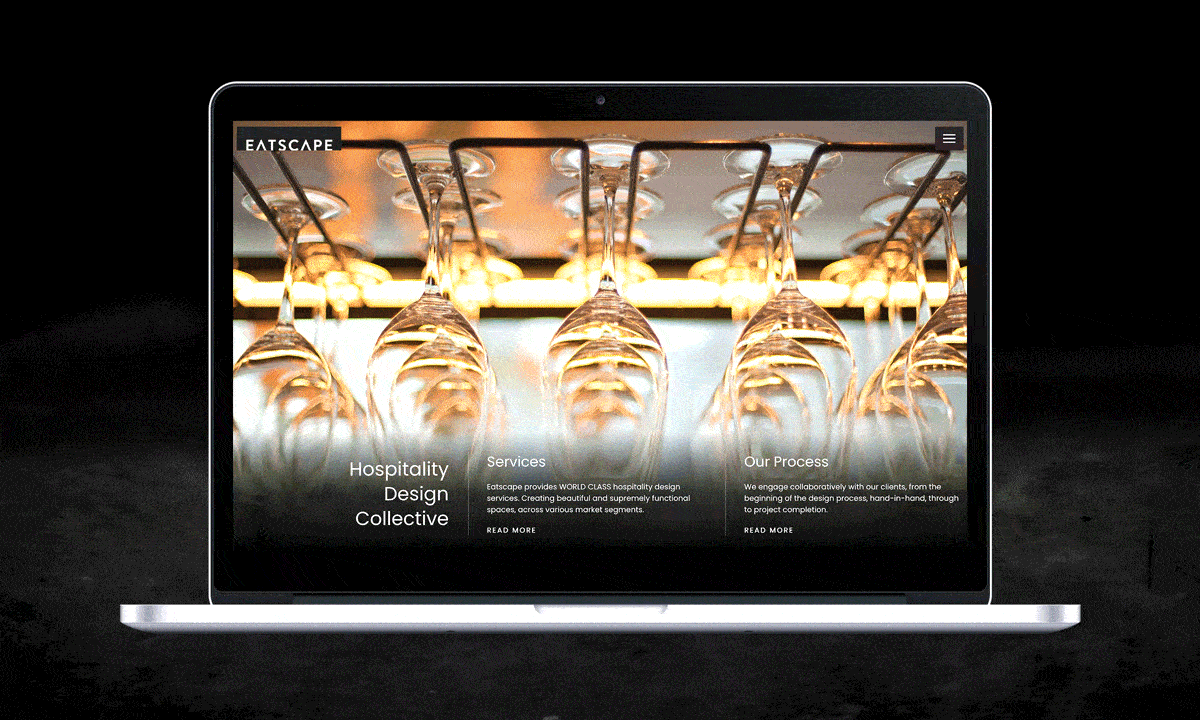 EATSCAPE
Hospitality
Design
Collective
Services
Eatscape provides WORLD CLASS hospitality design
services. Creating beautiful and supremely functional
spaces, across various market segments.
READ MORE
Our Process
We engage collaboratively with our clients, from the
beginning of the design process, hand-in-hand, through
to project completion.
READ MORE